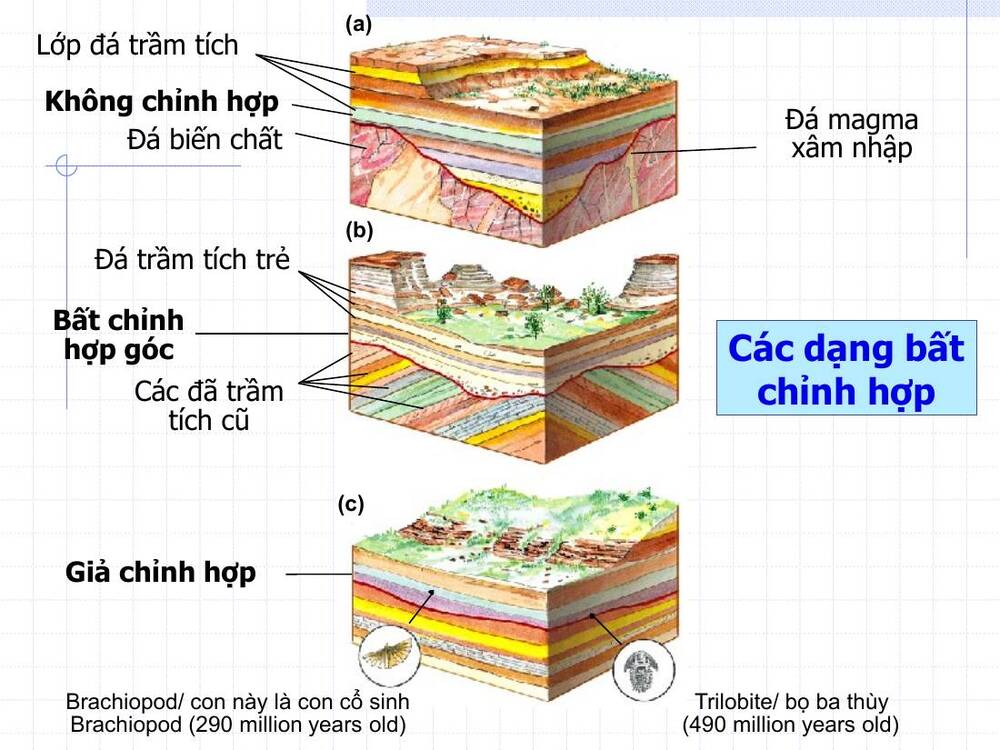 (a)
Lớp đá trầm tích
Không chỉnh hợp
Đá biến chất
Đá magma
xâm nhập
(b)
Đá trầm tích trẻ
Bất chỉnh
hợp góc
Các đã trầm
tích cũ
Các dạng bất
chỉnh hợp
(c)
Giả chỉnh hợp
Brachiopod/ con này là con cổ sinh
Brachiopod (290 million years old)
Trilobite/ bọ ba thùy
(490 million years old)